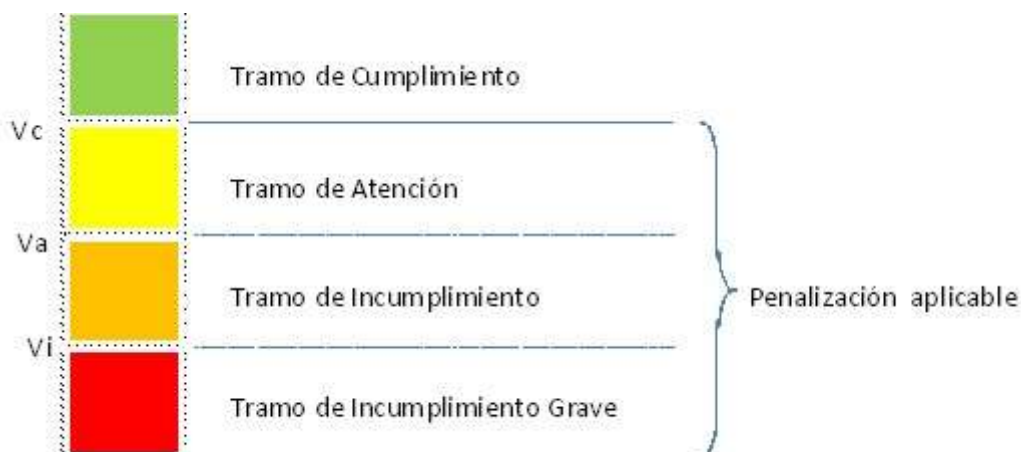 Tramo de Cumplimiento
Vc
Tramo de Atención
Va
Tramo de Incumplimiento
Penalización aplicable
Vi
Tramo de Incumplimiento Grave